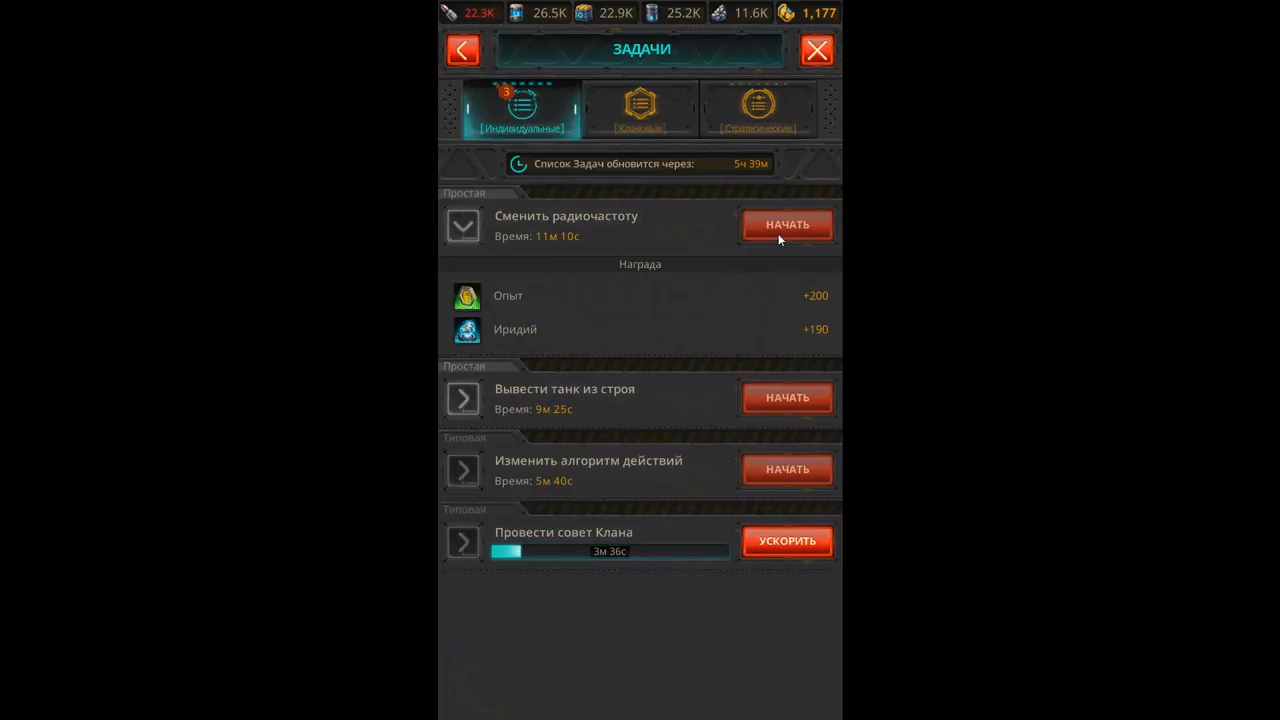 22.3K 26.5K 22.9K 25.2K 11.6K 1,177
ЗАДАЧИ
3
[Индивидуальные] [Клановые] [Стратегические]
Список Задач обновится через: 5ч 39м
Простая
Сменить радиочастоту
Время: 11м 10с
НАЧАТЬ
Награда
Опыт +200
Иридий +190
Простая
Вывести танк из строя
Время: 9м 25с
НАЧАТЬ
Типовая
Изменить алгоритм действий
Время: 5м 40с
НАЧАТЬ
Типовая
Провести совет Клана
3м 36с
УСКОРИТЬ